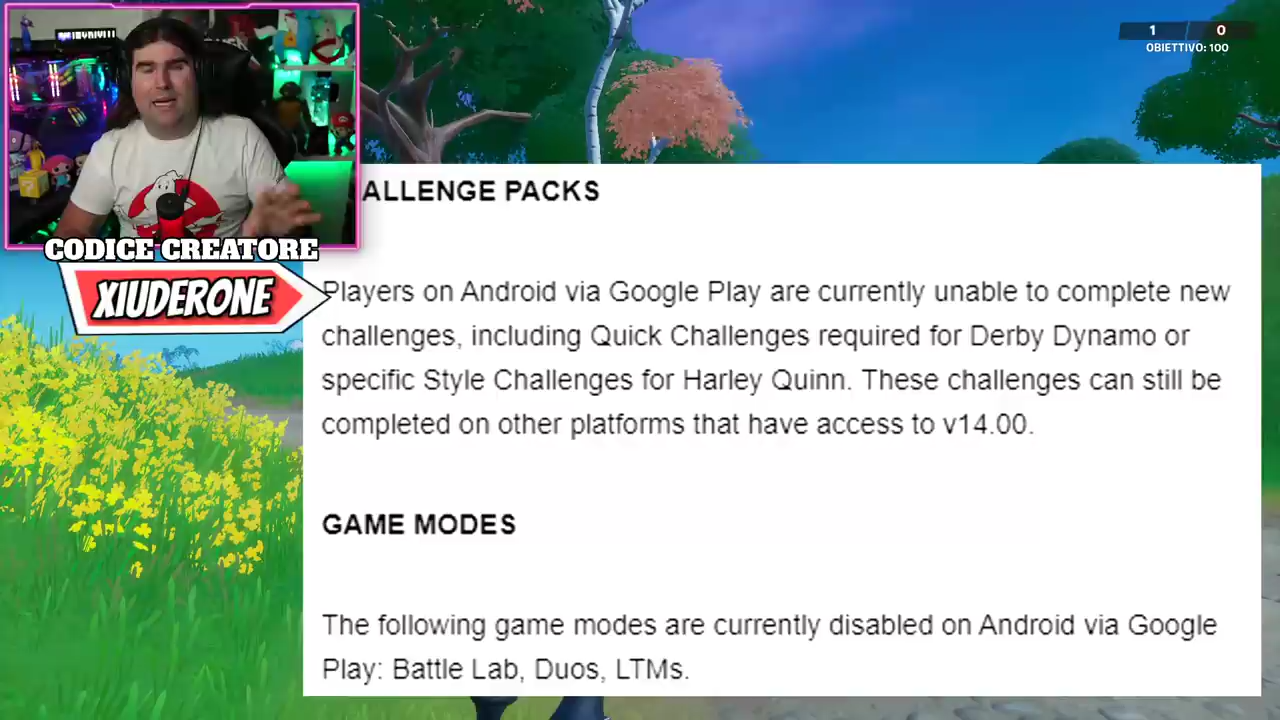 1 0
OBIETTIVO: 100
ALLENGE PACKS
CODICE CREATORE
XIUDERONE
Players on Android via Google Play are currently unable to complete new
challenges, including Quick Challenges required for Derby Dynamo or
specific Style Challenges for Harley Quinn. These challenges can still be
completed on other platforms that have access to v14.00.
GAME MODES
The following game modes are currently disabled on Android via Google
Play: Battle Lab, Duos, LTMs.